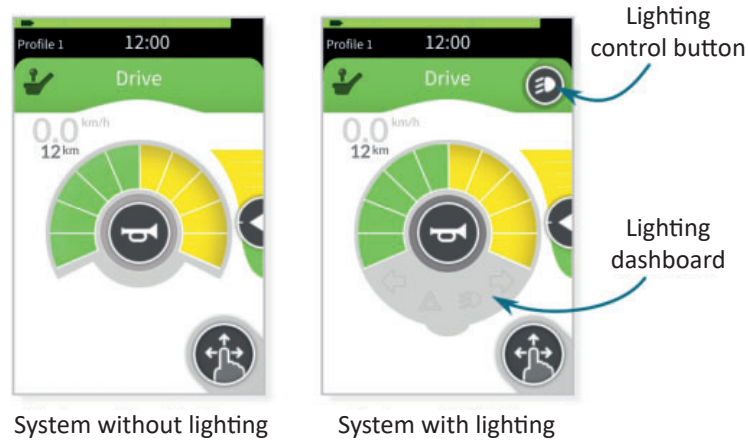 Profile 1 12:00
Drive
0.0 km/h
12 km
System without lighting
Profile 1 12:00
Drive
0.0 km/h
12 km
System with lighting
Lighting
control button
Lighting
dashboard